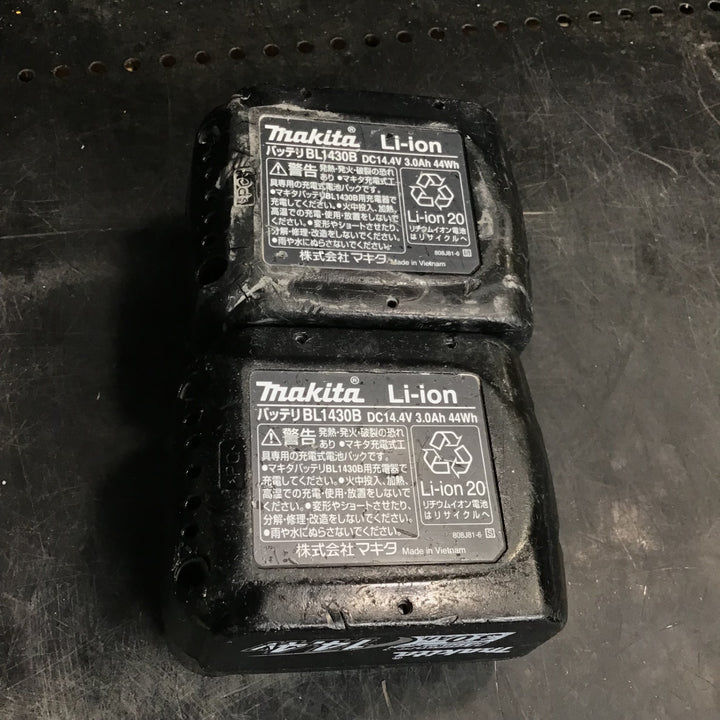 makita® Li-ion
バッテリ BL1430B DC14.4V 3.0Ah 44Wh
⚠警告 発熱・発火・破裂の恐れ
あり ●マキタ充電式工
具専用の充電式電池パックです。
●マキタバッテリBL1430B用充電器で
充電してください。●火中投入、加熱、
高温での充電・使用・放置をしないで
ください。●変形やショートさせたり、
分解・修理・改造をしないでください。
●雨や水にぬらさないでください。
Li-ion 20
リチウムイオン電池
はリサイクルへ
株式会社マキタ Made in Vietnam
808J81-6
makita® Li-ion
バッテリ BL1430B DC14.4V 3.0Ah 44Wh
⚠警告 発熱・発火・破裂の恐れ
あり ●マキタ充電式工
具専用の充電式電池パックです。
●マキタバッテリBL1430B用充電器で
充電してください。●火中投入、加熱、
高温での充電・使用・放置をしないで
ください。●変形やショートさせたり、
分解・修理・改造をしないでください。
●雨や水にぬらさないでください。
Li-ion 20
リチウムイオン電池
はリサイクルへ
株式会社マキタ Made in Vietnam
808J81-6
makita
14.4V